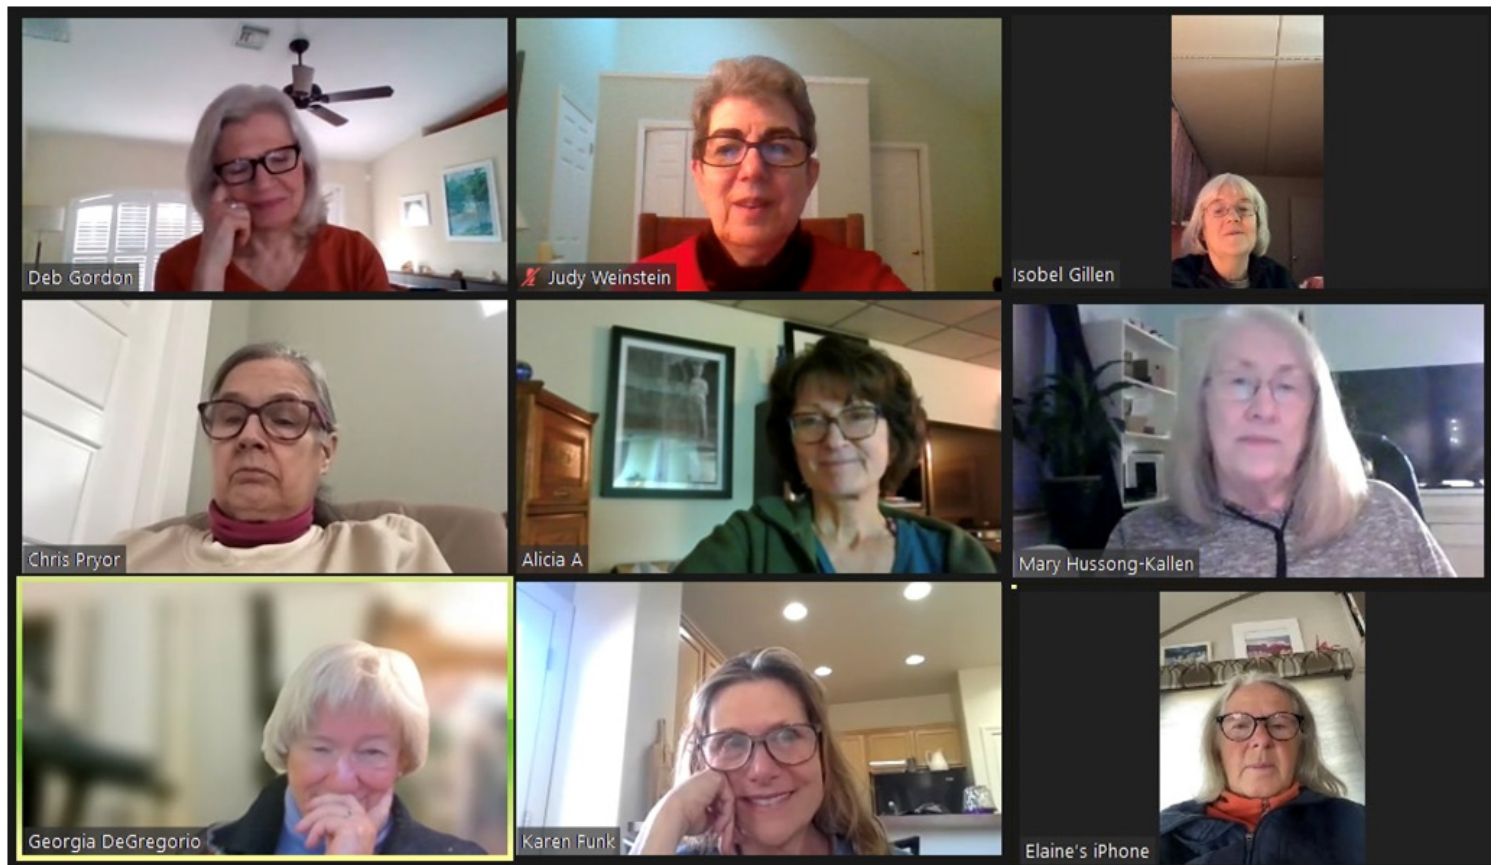 Deb Gordon
Judy Weinstein
Isobel Gillen
Chris Pryor
Alicia A
Mary Hussong-Kallen
Georgia DeGregorio
Karen Funk
Elaine's iPhone